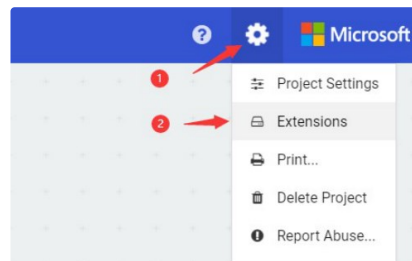 ?
Microsoft
1
Project Settings
2
Extensions
Print...
Delete Project
Report Abuse...